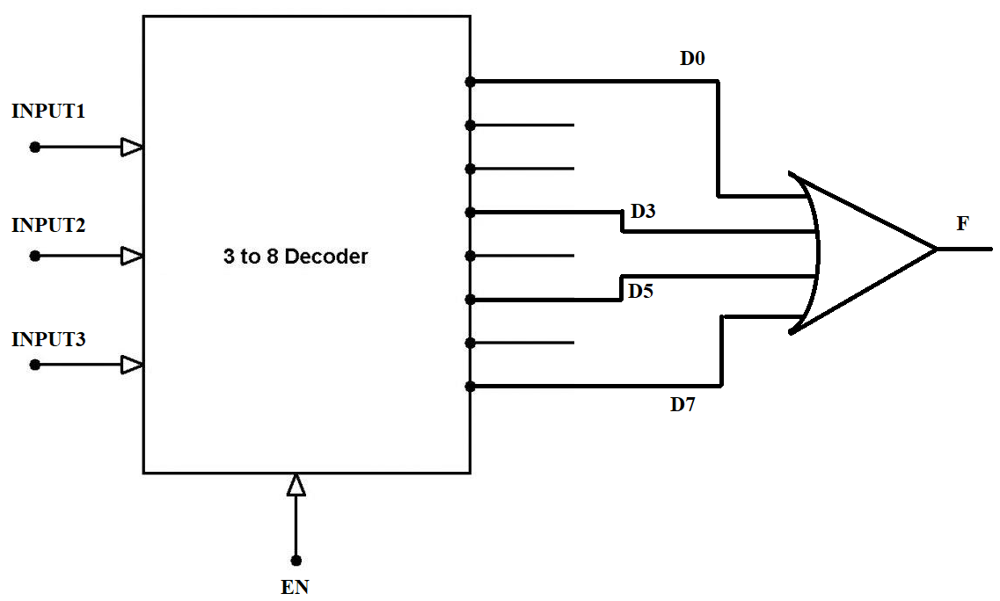 D0
INPUT1
D3
INPUT2
F
3 to 8 Decoder
D5
INPUT3
D7
EN